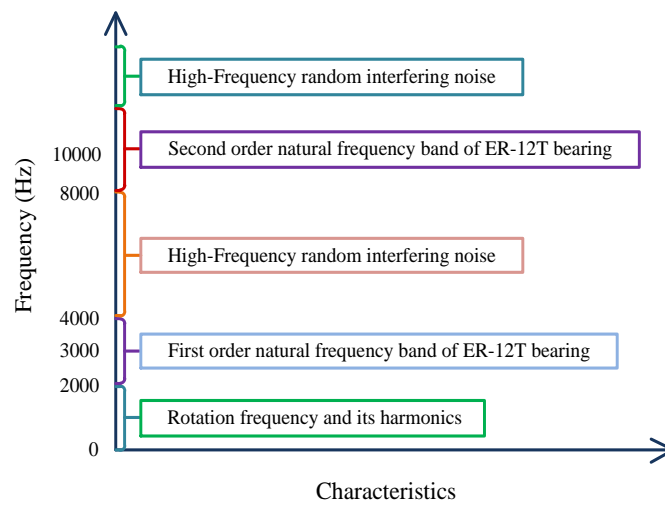 High-Frequency random interfering noise
10000
Second order natural frequency band of ER-12T bearing
8000
Frequency (Hz)
High-Frequency random interfering noise
4000
3000
First order natural frequency band of ER-12T bearing
2000
Rotation frequency and its harmonics
0
Characteristics